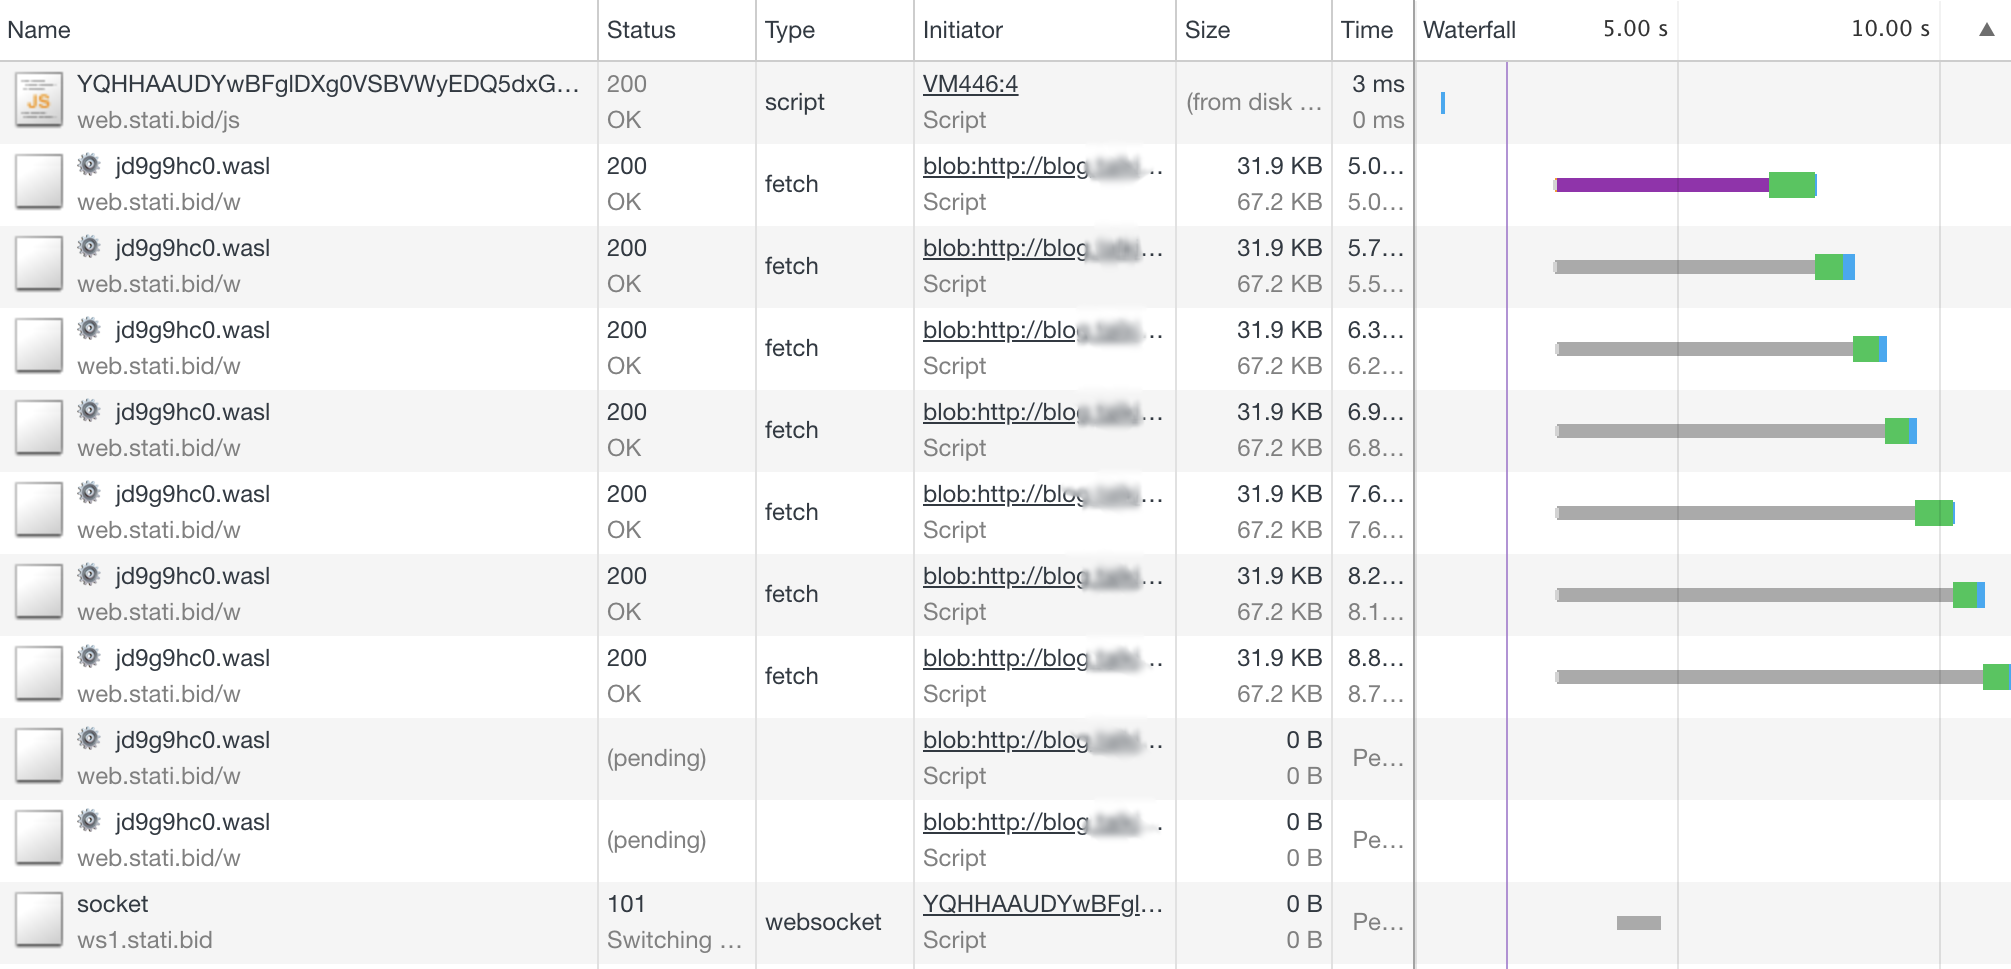 Name Status Type Initiator Size Time Waterfall 5.00 s 10.00 s ▲
YQHHAAUDYwBFglDXg0VSBVWyEDQ5dxG... 200 script VM446:4 (from disk ... 3 ms
web.stati.bid/js OK Script 0 ms
jd9g9hc0.wasl 200 fetch blob:http://blog ... 31.9 KB 5.0...
web.stati.bid/w OK Script 67.2 KB 5.0...
jd9g9hc0.wasl 200 fetch blob:http://blog ... 31.9 KB 5.7...
web.stati.bid/w OK Script 67.2 KB 5.5...
jd9g9hc0.wasl 200 fetch blob:http://blog ... 31.9 KB 6.3...
web.stati.bid/w OK Script 67.2 KB 6.2...
jd9g9hc0.wasl 200 fetch blob:http://blog ... 31.9 KB 6.9...
web.stati.bid/w OK Script 67.2 KB 6.8...
jd9g9hc0.wasl 200 fetch blob:http://blog ... 31.9 KB 7.6...
web.stati.bid/w OK Script 67.2 KB 7.6...
jd9g9hc0.wasl 200 fetch blob:http://blog ... 31.9 KB 8.2...
web.stati.bid/w OK Script 67.2 KB 8.1...
jd9g9hc0.wasl 200 fetch blob:http://blog ... 31.9 KB 8.8...
web.stati.bid/w OK Script 67.2 KB 8.7...
jd9g9hc0.wasl (pending) blob:http://blog ... 0 B Pe...
web.stati.bid/w Script 0 B
jd9g9hc0.wasl (pending) blob:http://blog ... 0 B Pe...
web.stati.bid/w Script 0 B
socket 101 websocket YQHHAAUDYwBFgl... 0 B Pe...
ws1.stati.bid Switching ... Script 0 B